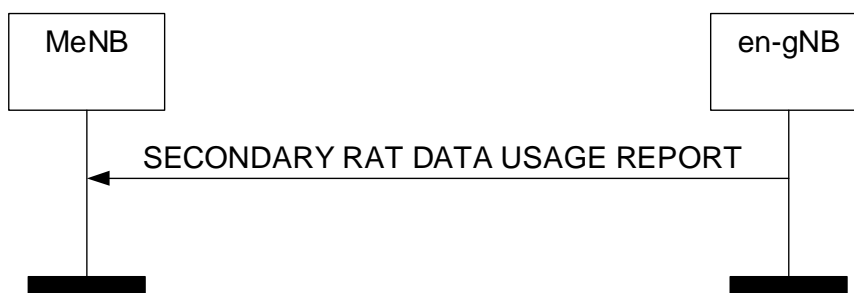 MeNB
en-gNB
SECONDARY RAT DATA USAGE REPORT